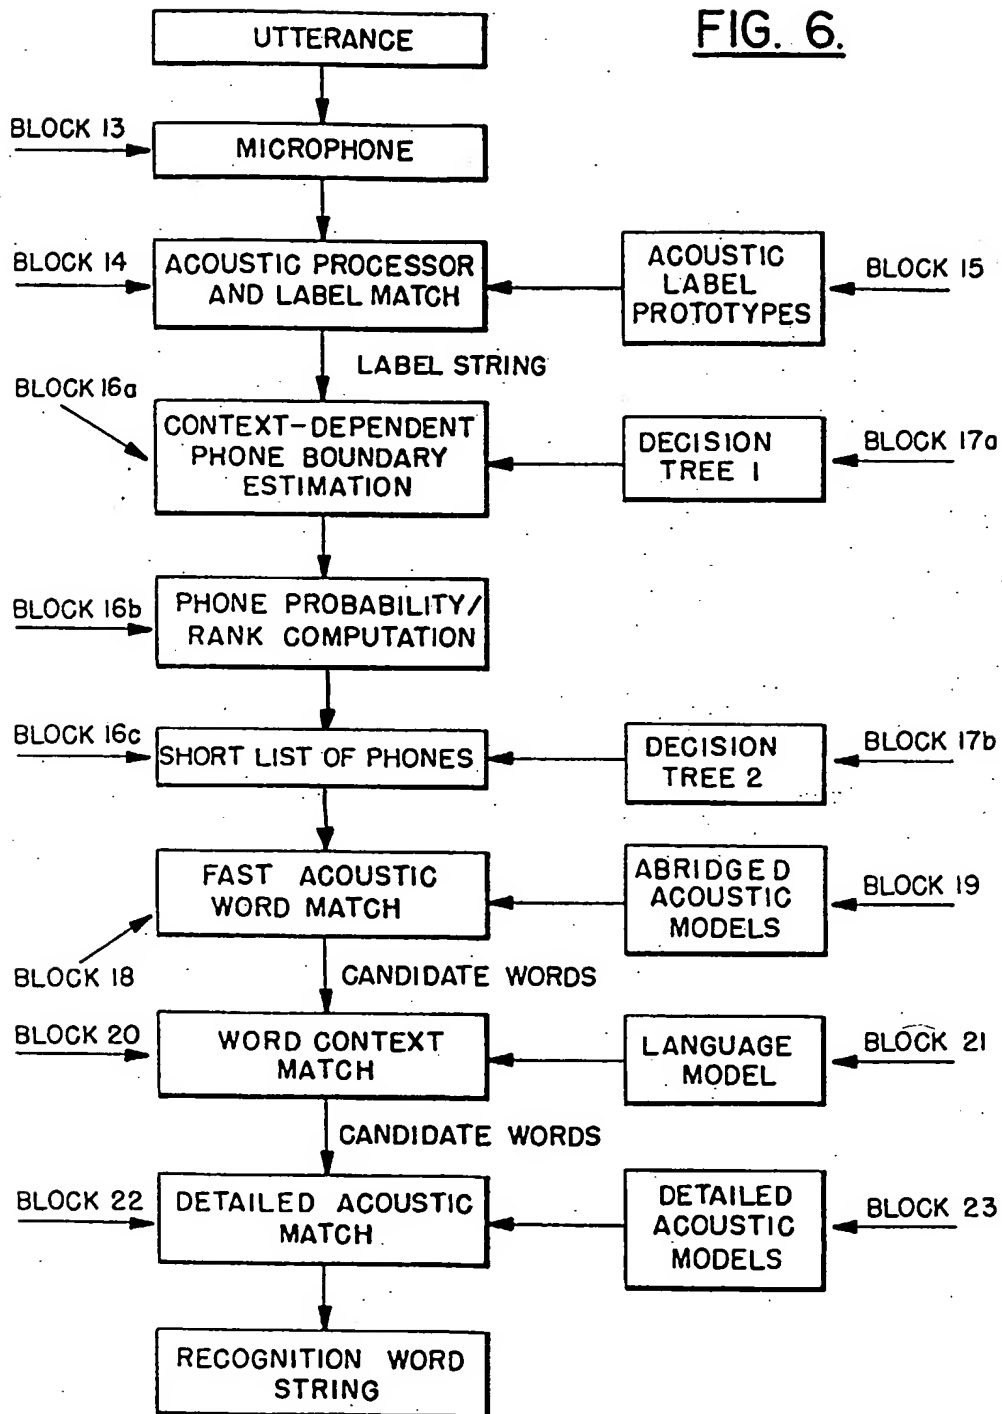 FIG. 6.
UTTERANCE
BLOCK 13
MICROPHONE
BLOCK 14
ACOUSTIC PROCESSOR
AND LABEL MATCH
ACOUSTIC
LABEL
PROTOTYPES
BLOCK 15
LABEL STRING
BLOCK 16a
CONTEXT-DEPENDENT
PHONE BOUNDARY
ESTIMATION
DECISION
TREE 1
BLOCK 17a
BLOCK 16b
PHONE PROBABILITY/
RANK COMPUTATION
BLOCK 16c
SHORT LIST OF PHONES
DECISION
TREE 2
BLOCK 17b
FAST ACOUSTIC
WORD MATCH
ABRIDGED
ACOUSTIC
MODELS
BLOCK 19
BLOCK 18
CANDIDATE WORDS
BLOCK 20
WORD CONTEXT
MATCH
LANGUAGE
MODEL
BLOCK 21
CANDIDATE WORDS
BLOCK 22
DETAILED ACOUSTIC
MATCH
DETAILED
ACOUSTIC
MODELS
BLOCK 23
RECOGNITION WORD
STRING